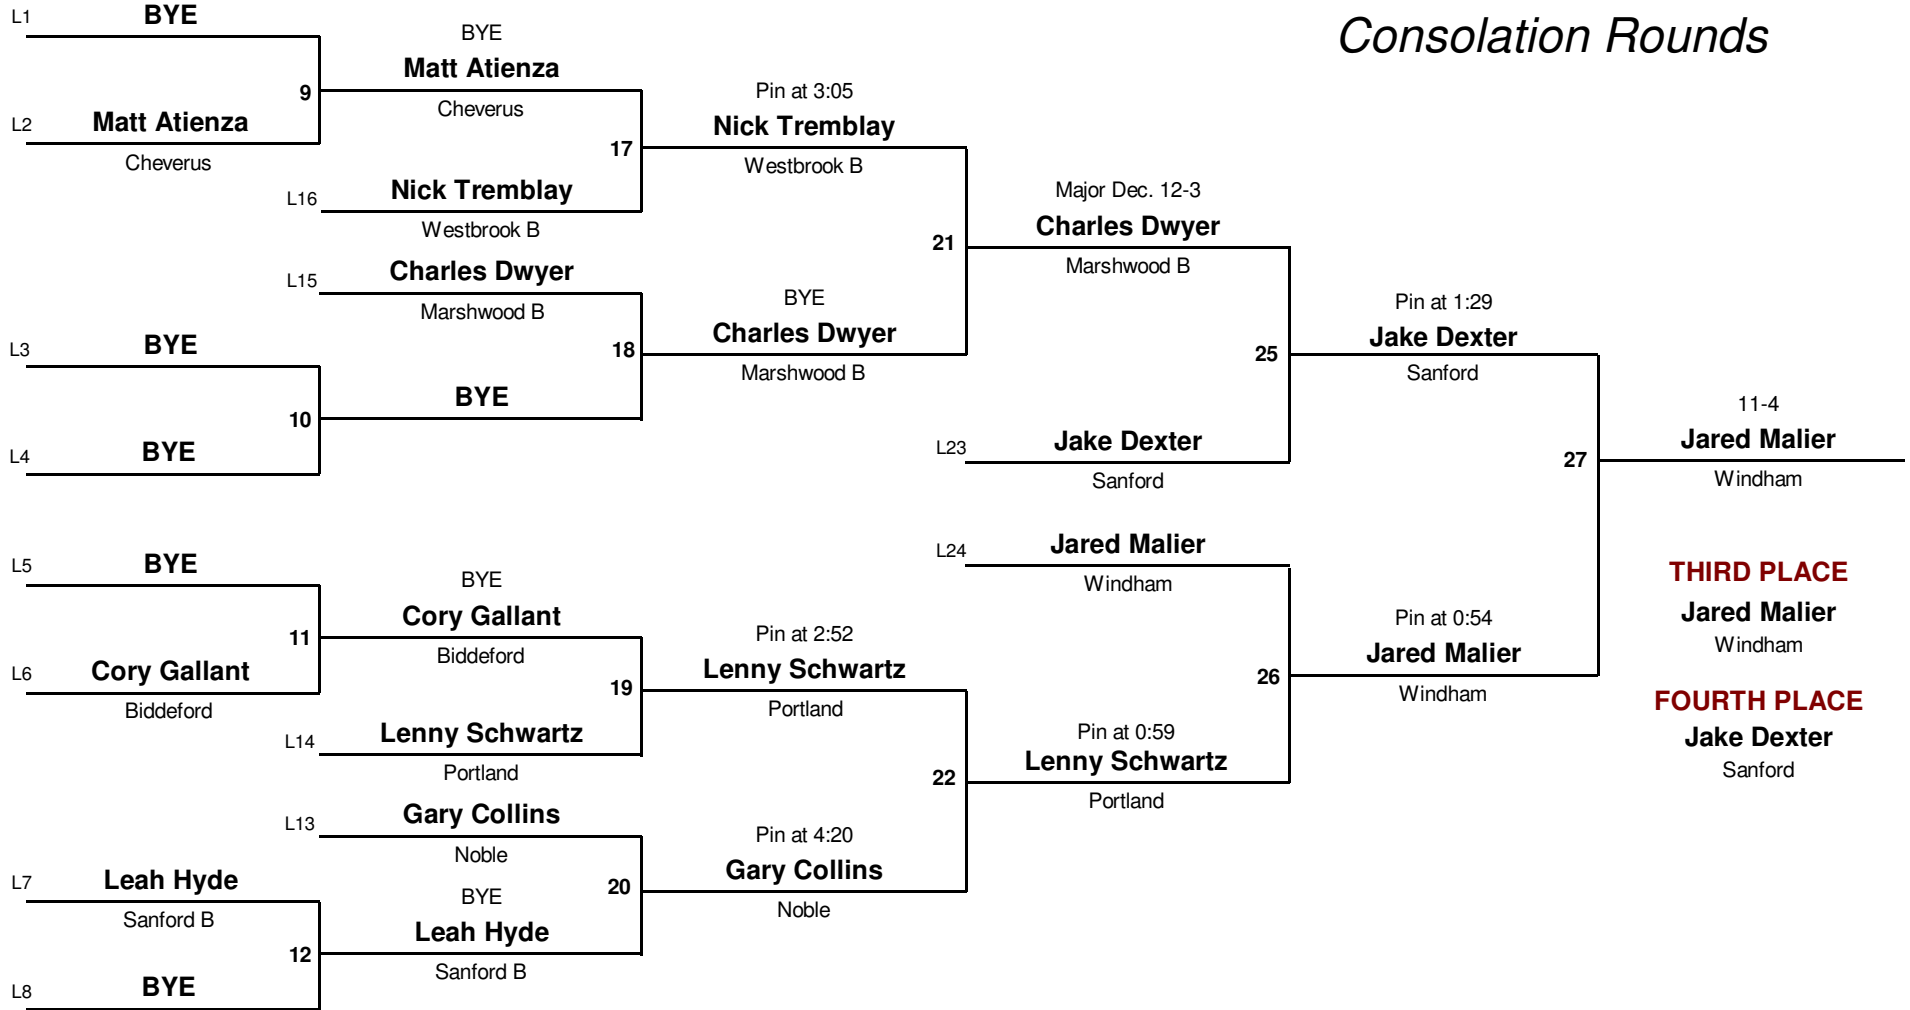 Consolation Rounds
L1
BYE
9
L2
Matt Atienza
Cheverus
BYE
Matt Atienza
Cheverus
17
L16
Nick Tremblay
Westbrook B
Pin at 3:05
Nick Tremblay
Westbrook B
L15
Charles Dwyer
Marshwood B
18
L3
BYE
10
L4
BYE
BYE
BYE
Charles Dwyer
Marshwood B
21
Major Dec. 12-3
Charles Dwyer
Marshwood B
25
L23
Jake Dexter
Sanford
Pin at 1:29
Jake Dexter
Sanford
27
11-4
Jared Malier
Windham
L5
BYE
11
L6
Cory Gallant
Biddeford
BYE
Cory Gallant
Biddeford
19
L14
Lenny Schwartz
Portland
Pin at 2:52
Lenny Schwartz
Portland
L13
Gary Collins
Noble
20
L7
Leah Hyde
Sanford B
12
L8
BYE
BYE
Leah Hyde
Sanford B
Pin at 4:20
Gary Collins
Noble
22
Pin at 0:59
Lenny Schwartz
Portland
26
L24
Jared Malier
Windham
Pin at 0:54
Jared Malier
Windham
THIRD PLACE
Jared Malier
Windham
FOURTH PLACE
Jake Dexter
Sanford